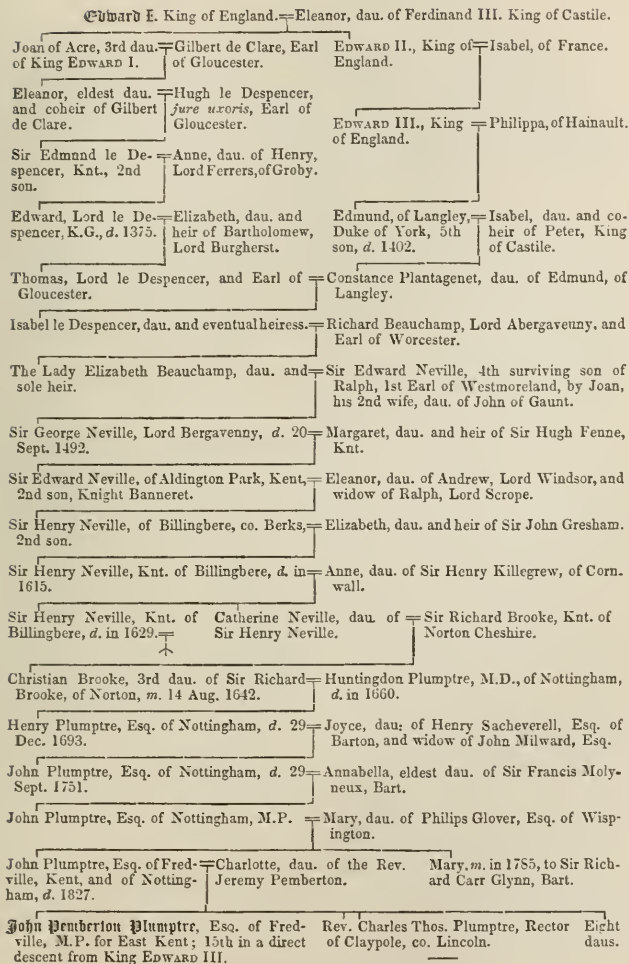 Edward I. King of England.=Eleanor, dau. of Ferdinand III. King of Castile.
Joan of Acre, 3rd dau.=Gilbert de Clare, Earl
of King EDWARD I. of Gloucester.
EDWARD II., King of=Isabel, of France.
England.
Eleanor, eldest dau. =Hugh le Despencer,
and coheir of Gilbert jure uxoris, Earl of
de Clare. Gloucester.
EDWARD III., King =Philippa, of Hainault.
of England.
Sir Edmnnd le De-=Anne, dau. of Henry,
spencer, Knt., 2nd Lord Ferrers, of Groby.
son.
Edward, Lord le De-=Elizabeth, dau. and
spencer, K.G., d. 1375. heir of Bartholomew,
Lord Burgherst.
Edmund, of Langley,=Isabel, dau. and co-
Duke of York, 5th heir of Peter, King
son, d. 1402. of Castile.
Thomas, Lord le Despencer, and Earl of =Constance Plantagenet, dau. of Edmund, of
Gloucester. Langley.
Isabel le Despencer, dau. and eventual heiress.=Richard Beauchamp, Lord Abergavenny, and
Earl of Worcester.
The Lady Elizabeth Beauchamp, dau. and=Sir Edward Neville, 4th surviving son of
sole heir. Ralph, 1st Earl of Westmoreland, by Joan,
his 2nd wife, dau. of John of Gaunt.
Sir George Neville, Lord Bergavenny, d. 20=Margaret, dau. and heir of Sir Hugh Fenne,
Sept. 1492. Knt.
Sir Edward Neville, of Aldington Park, Kent,=Eleanor, dau. of Andrew, Lord Windsor, and
2nd son, Knight Banneret. widow of Ralph, Lord Scrope.
Sir Henry Neville, of Billingbere, co. Berks,=Elizabeth, dau. and heir of Sir John Gresham.
2nd son.
Sir Henry Neville, Knt. of Billingbere, d. in=Anne, dau. of Sir Henry Killegrew, of Corn-
1615. wall.
Sir Henry Neville, Knt. of Catherine Neville, dau. of =Sir Richard Brooke, Knt. of
Billingbere, d. in 1629.= Sir Henry Neville. Norton Cheshire.
Christian Brooke, 3rd dau. of Sir Richard=Huntingdon Plumptre, M.D., of Nottingham,
Brooke, of Norton, m. 14 Aug. 1642. d. in 1660.
Henry Plumptre, Esq. of Nottingham, d. 29=Joyce, dau: of Henry Sacheverell, Esq. of
Dec. 1693. Barton, and widow of John Milward, Esq.
John Plumptre, Esq. of Nottingham, d. 29=Annabella, eldest dau. of Sir Francis Moly-
Sept. 1751. neux, Bart.
John Plumptre, Esq. of Nottingham, M.P. =Mary, dau. of Philips Glover, Esq. of Wisp-
ington.
John Plumptre, Esq. of Fred-=Charlotte, dau. of the Rev. Mary, m. in 1785, to Sir Rich-
ville, Kent, and of Notting- Jeremy Pemberton. ard Carr Glynn, Bart.
ham, d. 1827.
John Pemberton Plumptre, Esq. of Fred- Rev. Charles Thos. Plumptre, Rector Eight
ville, M.P. for East Kent; 15th in a direct of Claypole, co. Lincoln. daus.
descent from King EDWARD III.